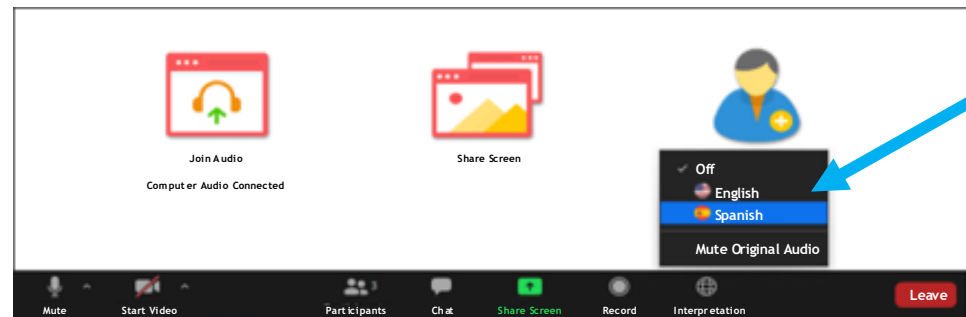 Join Audio
Share Screen
Computer Audio Connected
Off
English
Spanish
Mute Original Audio
3
Mute
Start Video
Participants
Chat
Share Screen
Record
Interpretation
Leave